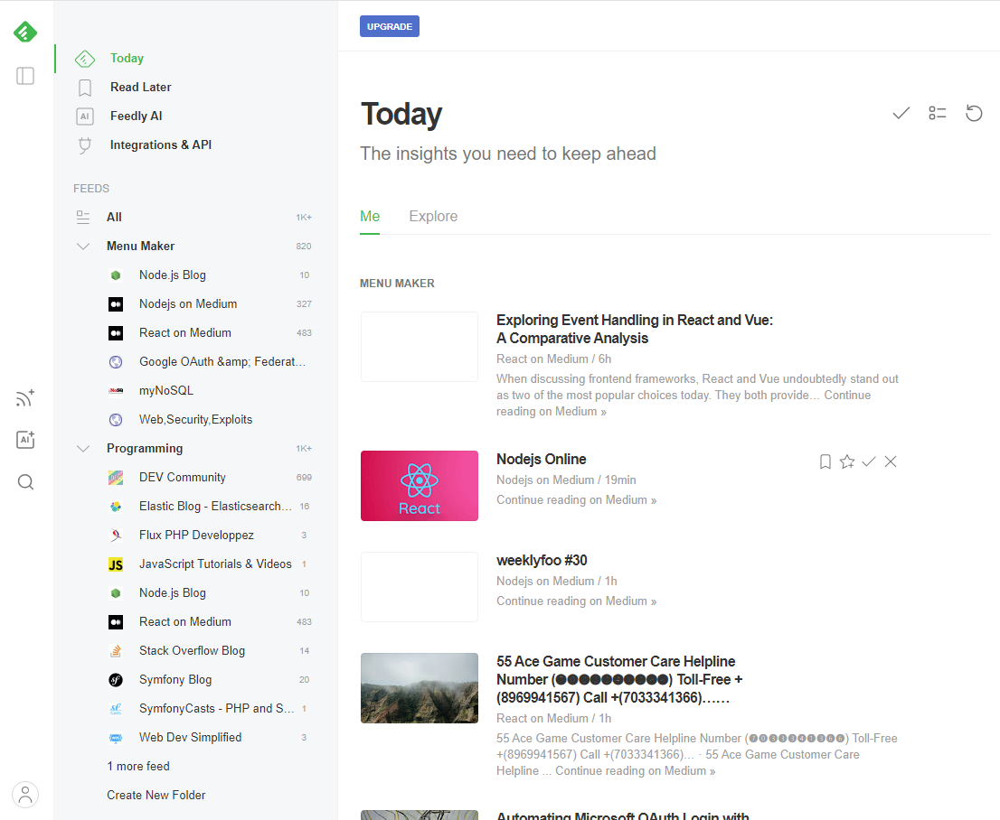 UPGRADE
Today
Read Later
AI
Feedly AI
Integrations & API
FEEDS
All 1K+
Menu Maker 820
Node.js Blog 10
Nodejs on Medium 327
React on Medium 483
Google OAuth &amp; Federat...
myNoSQL
Web,Security,Exploits
Programming 1K+
DEV Community 699
Elastic Blog - Elasticsearch... 16
Flux PHP Developpez 3
JS JavaScript Tutorials & Videos 1
Node.js Blog 10
React on Medium 483
Stack Overflow Blog 14
Symfony Blog 20
SymfonyCasts - PHP and S... 1
Web Dev Simplified 3
1 more feed
Create New Folder
AI
Today
The insights you need to keep ahead
Me Explore
MENU MAKER
Exploring Event Handling in React and Vue:
A Comparative Analysis
React on Medium / 6h
When discussing frontend frameworks, React and Vue undoubtedly stand out
as two of the most popular choices today. They both provide… Continue
reading on Medium »
React
Nodejs Online
Nodejs on Medium / 19min
Continue reading on Medium »
weeklyfoo #30
Nodejs on Medium / 1h
Continue reading on Medium »
55 Ace Game Customer Care Helpline
Number (➐⓿➌➌➌➍➊➌➏➏) Toll-Free +
(8969941567) Call +(7033341366)……
React on Medium / 1h
55 Ace Game Customer Care Helpline Number (➐⓿➌➌➌➍➊➌➏➏) Toll-Free
+(8969941567) Call +(7033341366)… · 55 Ace Game Customer Care
Helpline ... Continue reading on Medium »
Automating Microsoft OAuth Login with